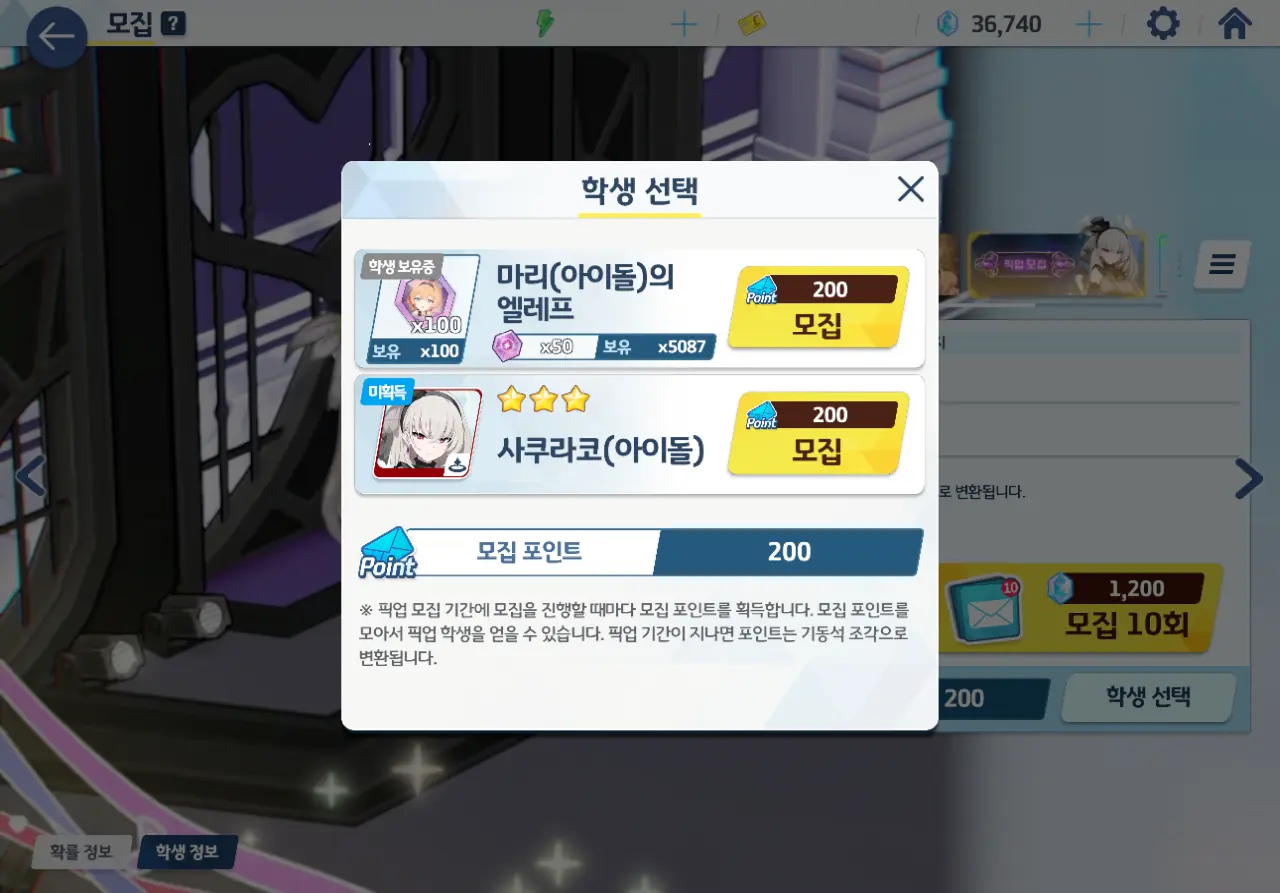 모집 ?
36,740
학생 선택
학생 보유중
x100
보유 x100
마리(아이돌)의
엘레프
x50
보유 x5087
Point
200
모집
미획득
사쿠라코(아이돌)
Point
200
모집
Point
모집 포인트
200
※ 픽업 모집 기간에 모집을 진행할 때마다 모집 포인트를 획득합니다. 모집 포인트를
모아서 픽업 학생을 얻을 수 있습니다. 픽업 기간이 지나면 포인트는 기동석 조각으로
변환됩니다.
픽업 모집
로 변환됩니다.
10
1,200
모집 10회
200
학생 선택
확률 정보
학생 정보